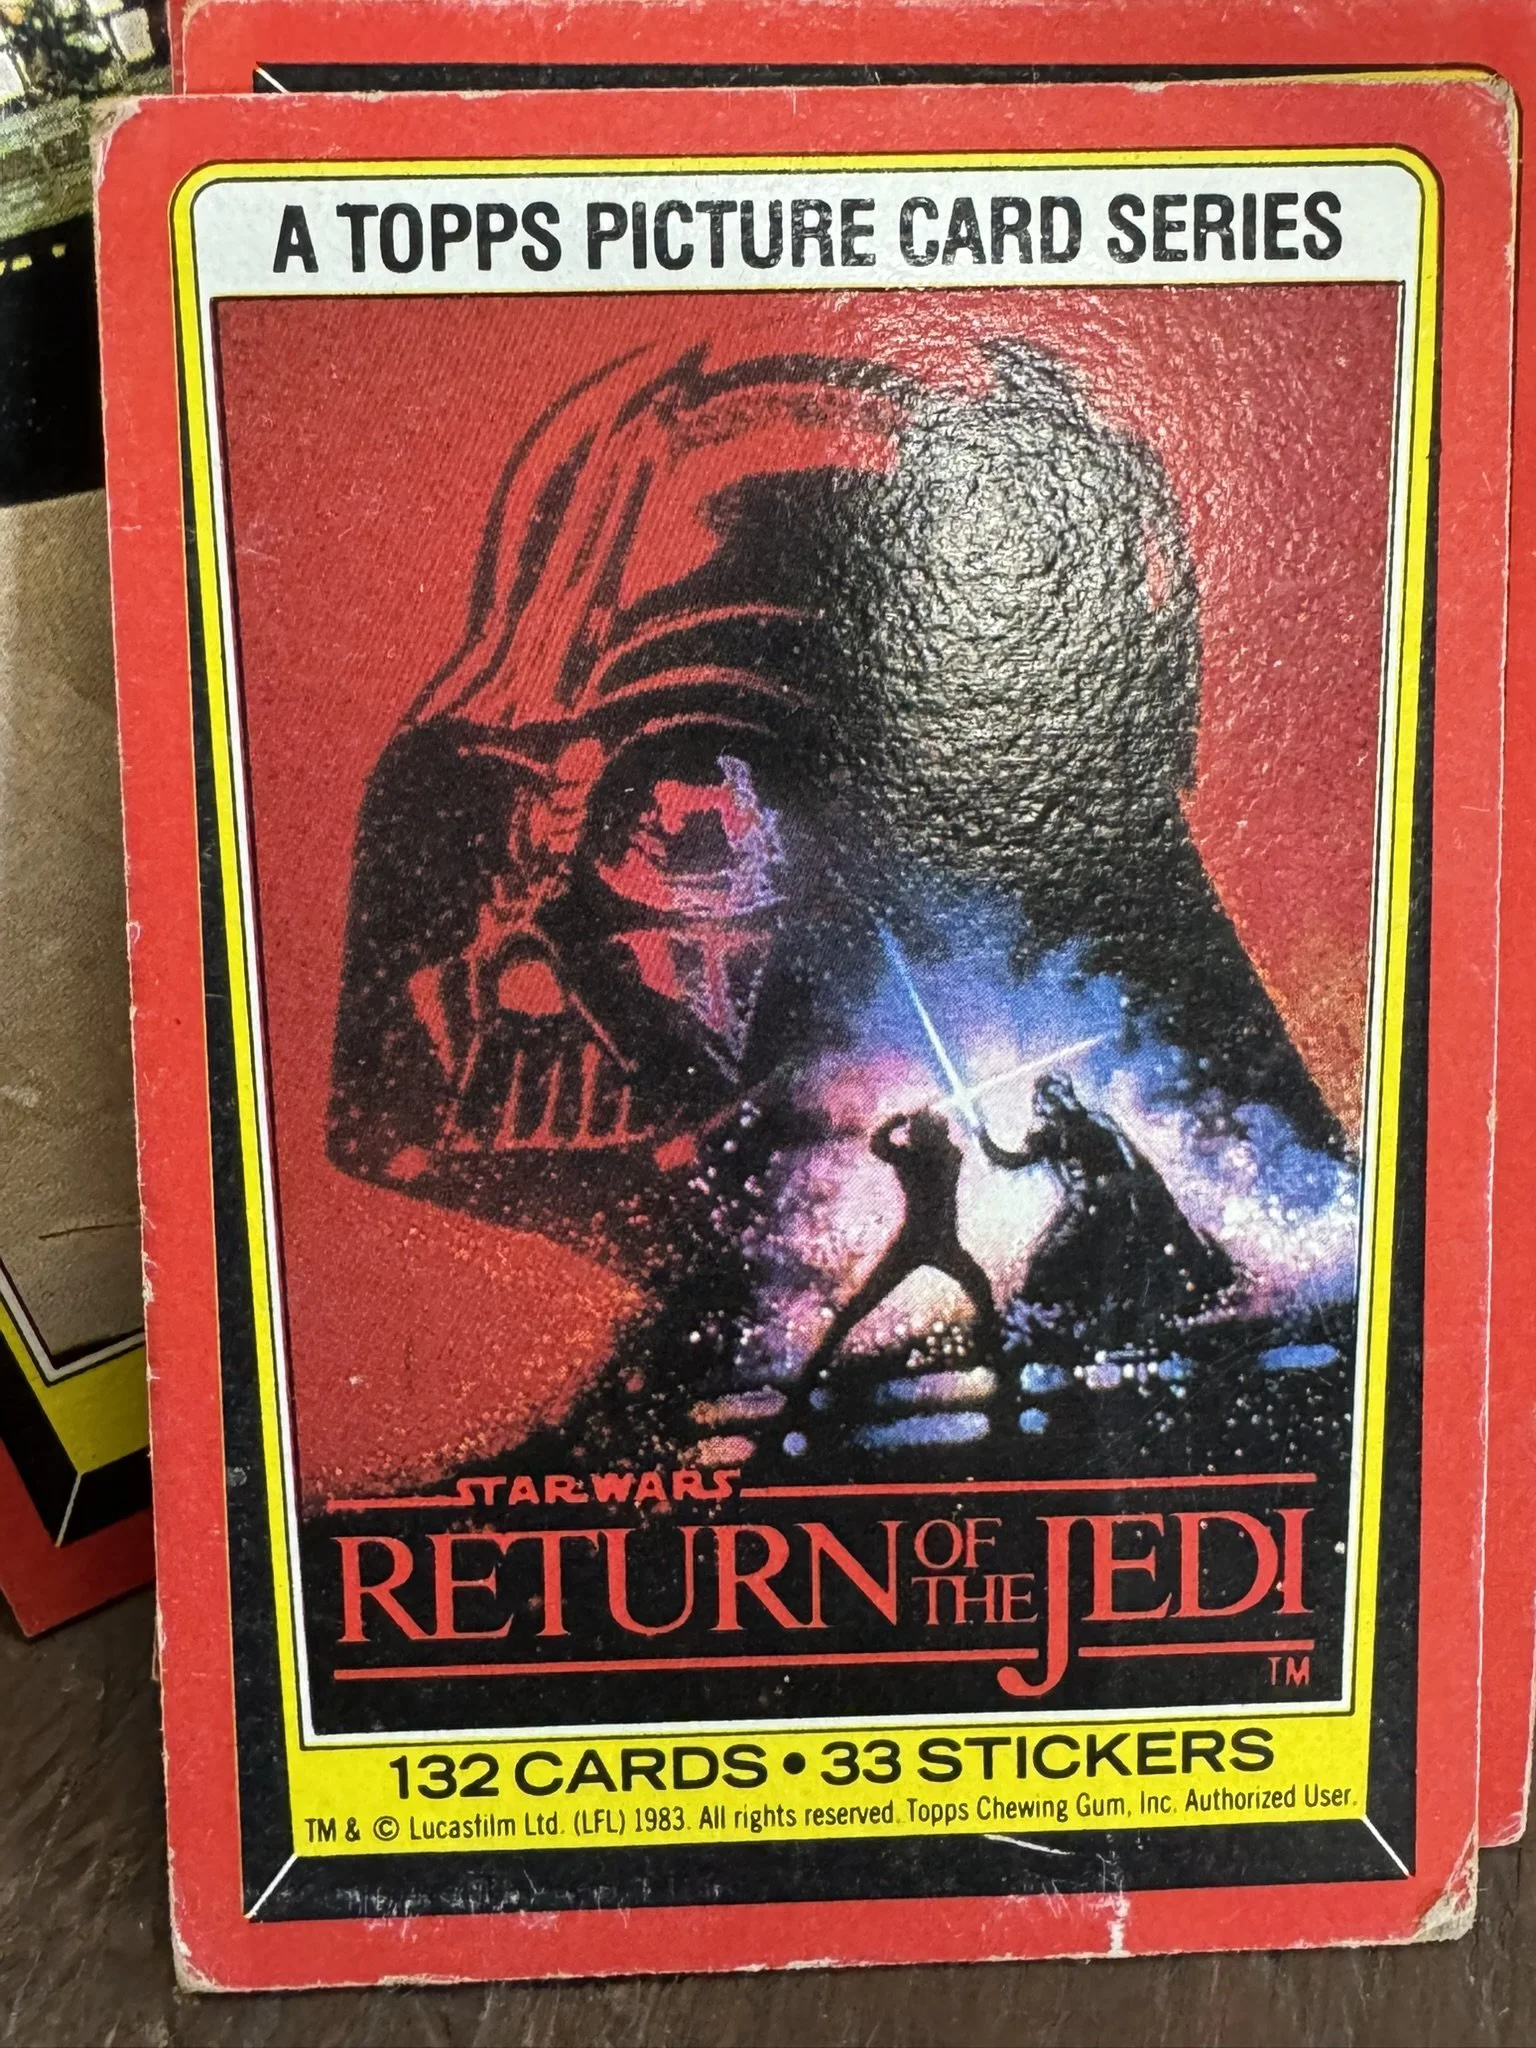 A TOPPS PICTURE CARD SERIES
STAR WARS
RETURN OF THE JEDI
TM
132 CARDS • 33 STICKERS
TM & © Lucasfilm Ltd. (LFL) 1983. All rights reserved. Topps Chewing Gum, Inc. Authorized User.